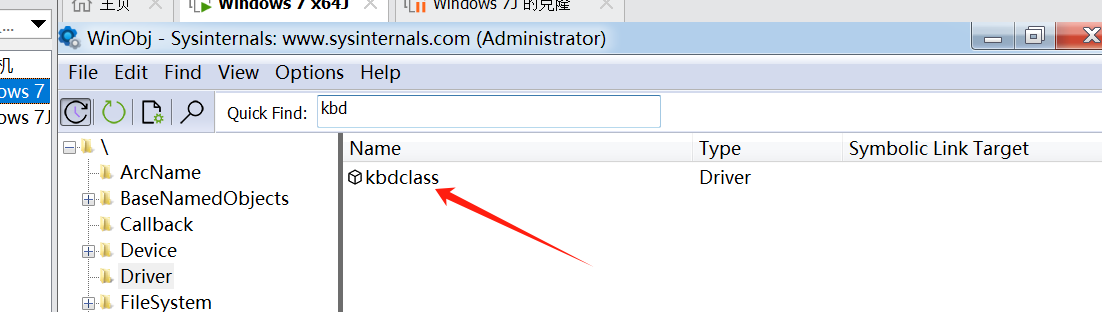 主页
Windows 7 x64J
Windows 7J 的克隆
...
机
ows 7
ows 7J
WinObj - Sysinternals: www.sysinternals.com (Administrator)
File Edit Find View Options Help
Quick Find: kbd
\
ArcName
BaseNamedObjects
Callback
Device
Driver
FileSystem
Name Type Symbolic Link Target
kbdclass Driver